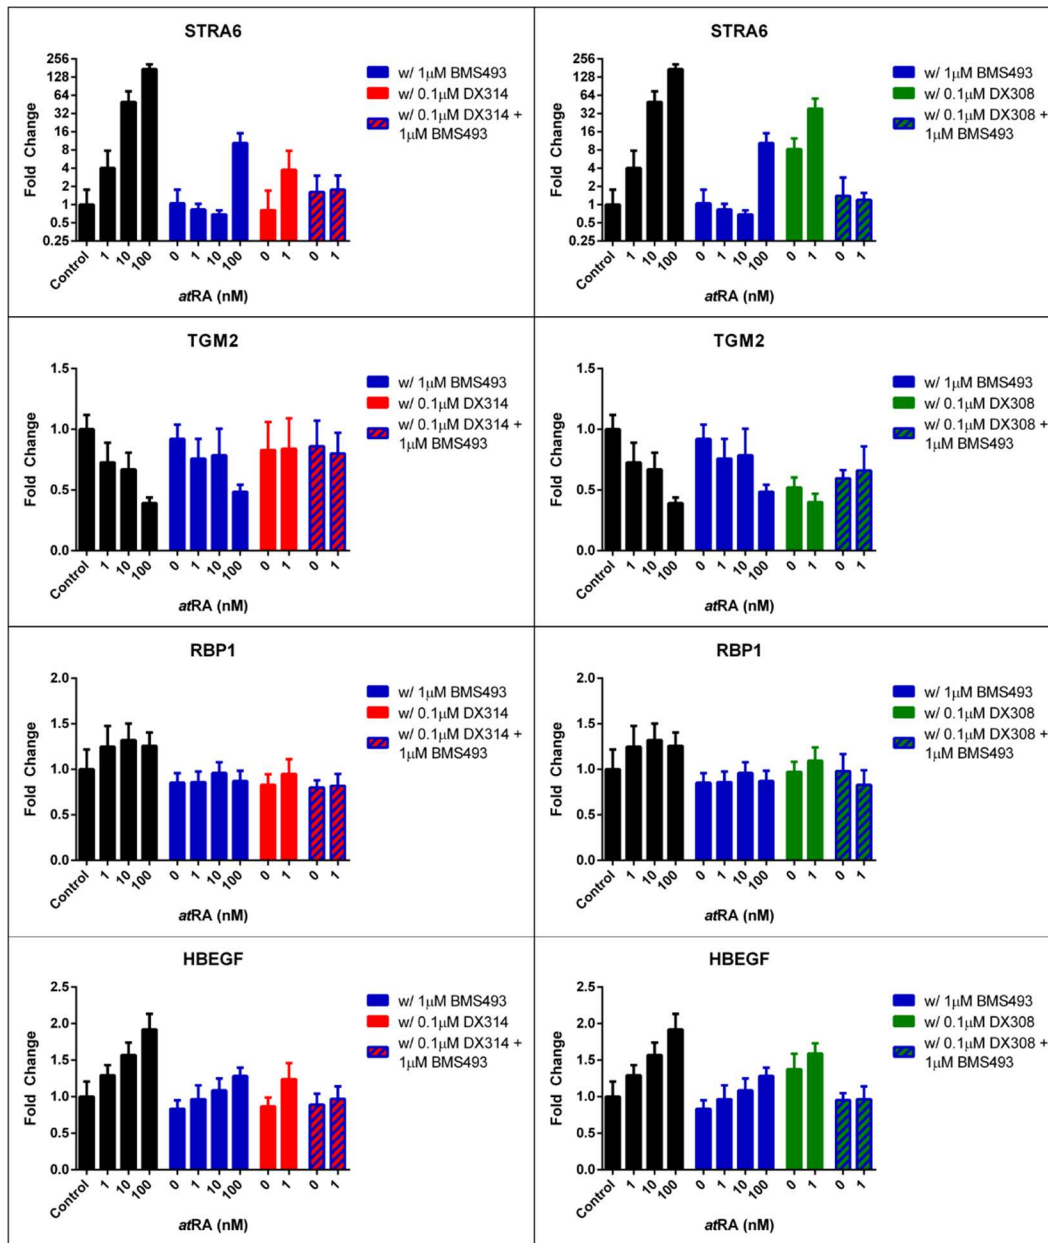 STRA6
Fold Change
256
128
64
32
16
8
4
2
1
0.5
0.25
Control 1 10 100 0 1 10 100 0 1 0 1
atRA (nM)
w/ 1μM BMS493
w/ 0.1μM DX314
w/ 0.1μM DX314 +
1μM BMS493
STRA6
Fold Change
256
128
64
32
16
8
4
2
1
0.5
0.25
Control 1 10 100 0 1 10 100 0 1 0 1
atRA (nM)
w/ 1μM BMS493
w/ 0.1μM DX308
w/ 0.1μM DX308 +
1μM BMS493
TGM2
Fold Change
1.5
1.0
0.5
0.0
Control 1 10 100 0 1 10 100 0 1 0 1
atRA (nM)
w/ 1μM BMS493
w/ 0.1μM DX314
w/ 0.1μM DX314 +
1μM BMS493
TGM2
Fold Change
1.5
1.0
0.5
0.0
Control 1 10 100 0 1 10 100 0 1 0 1
atRA (nM)
w/ 1μM BMS493
w/ 0.1μM DX308
w/ 0.1μM DX308 +
1μM BMS493
RBP1
Fold Change
2.0
1.5
1.0
0.5
0.0
Control 1 10 100 0 1 10 100 0 1 0 1
atRA (nM)
w/ 1μM BMS493
w/ 0.1μM DX314
w/ 0.1μM DX314 +
1μM BMS493
RBP1
Fold Change
2.0
1.5
1.0
0.5
0.0
Control 1 10 100 0 1 10 100 0 1 0 1
atRA (nM)
w/ 1μM BMS493
w/ 0.1μM DX308
w/ 0.1μM DX308 +
1μM BMS493
HBEGF
Fold Change
2.5
2.0
1.5
1.0
0.5
0.0
Control 1 10 100 0 1 10 100 0 1 0 1
atRA (nM)
w/ 1μM BMS493
w/ 0.1μM DX314
w/ 0.1μM DX314 +
1μM BMS493
HBEGF
Fold Change
2.5
2.0
1.5
1.0
0.5
0.0
Control 1 10 100 0 1 10 100 0 1 0 1
atRA (nM)
w/ 1μM BMS493
w/ 0.1μM DX308
w/ 0.1μM DX308 +
1μM BMS493